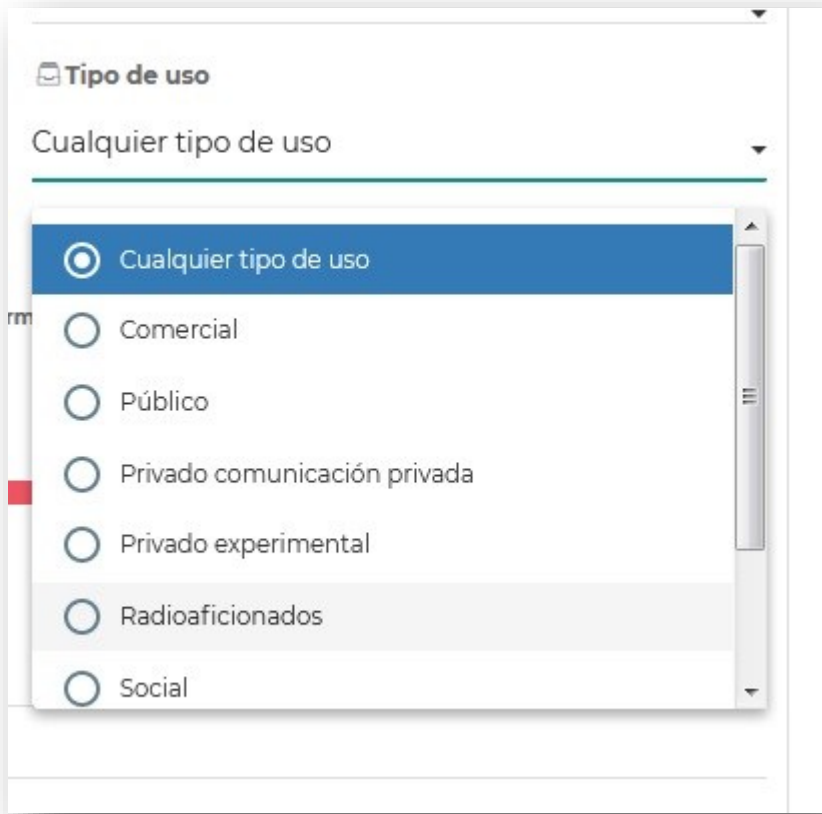 Tipo de uso
Cualquier tipo de uso
Cualquier tipo de uso
Comercial
Público
Privado comunicación privada
Privado experimental
Radioaficionados
Social